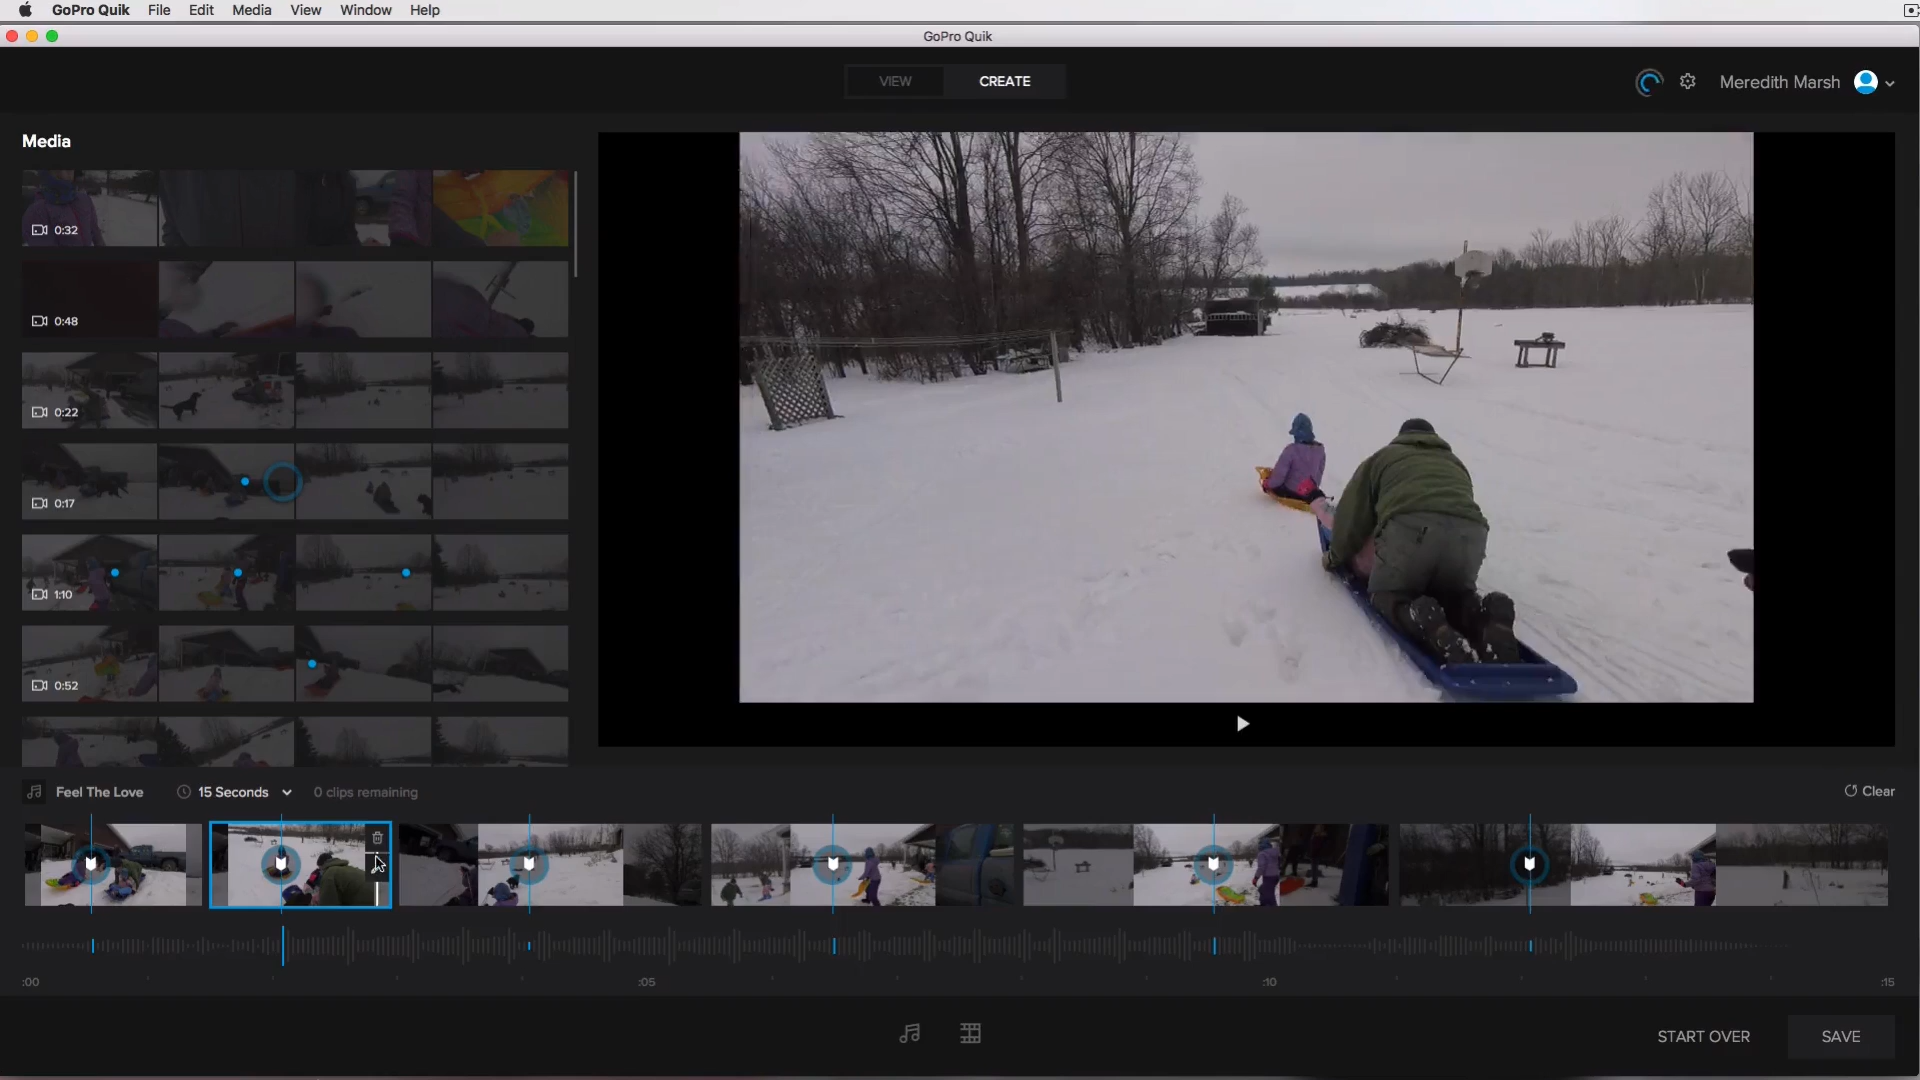 GoPro Quik File Edit Media View Window Help
GoPro Quik
VIEW CREATE
Meredith Marsh
Media
0:32
0:48
0:22
0:17
1:10
0:52
Feel The Love 15 Seconds 0 clips remaining Clear
:00 :05 :10 :15
START OVER SAVE